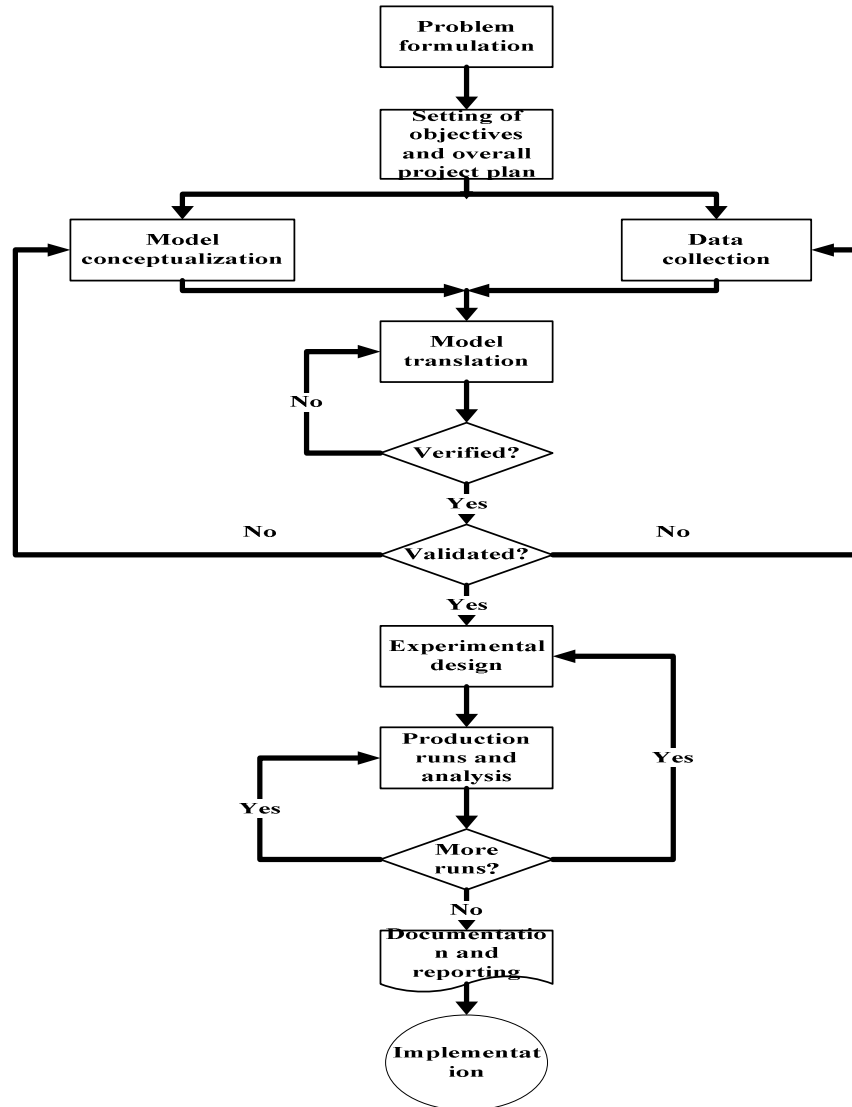 Problem
formulation
Setting of
objectives
and overall
project plan
Model
conceptualization
Data
collection
Model
translation
No
Verified?
Yes
No
Validated?
No
Yes
Experimental
design
Production
runs and
analysis
Yes
Yes
More
runs?
No
Documentatio
n and
reporting
Implementat
ion